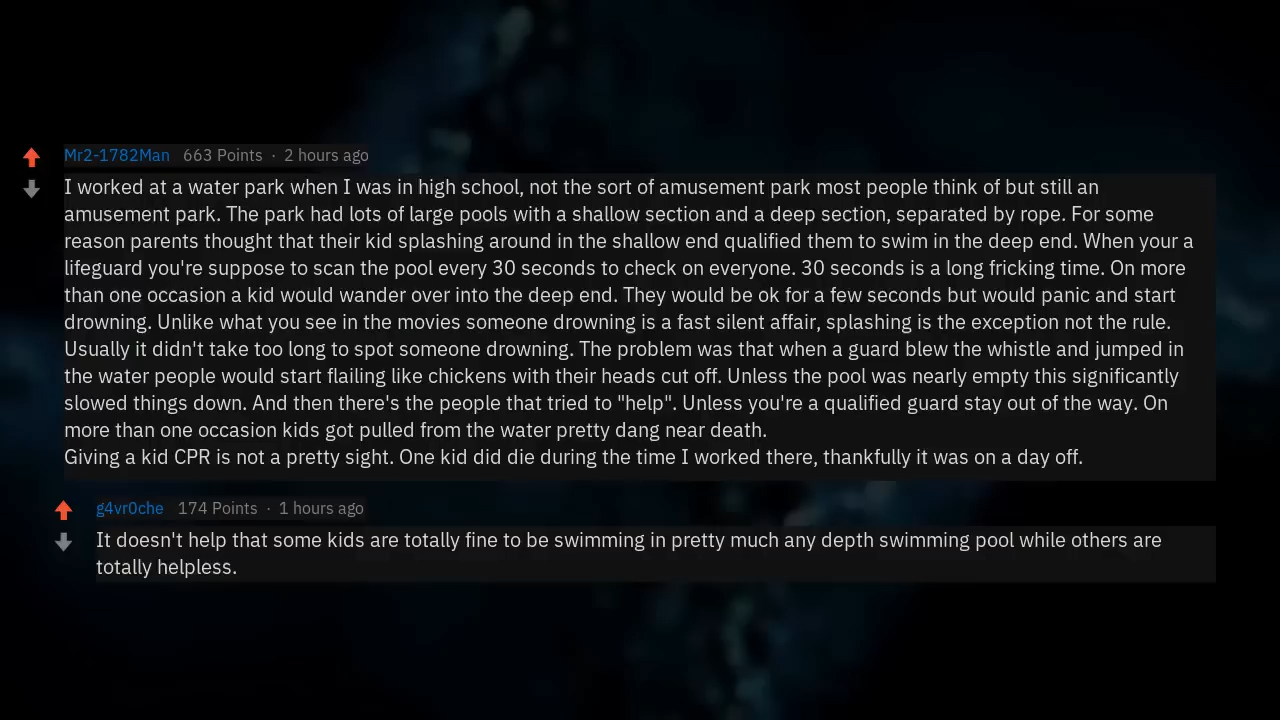 Mr2-1782Man 663 Points · 2 hours ago
I worked at a water park when I was in high school, not the sort of amusement park most people think of but still an
amusement park. The park had lots of large pools with a shallow section and a deep section, separated by rope. For some
reason parents thought that their kid splashing around in the shallow end qualified them to swim in the deep end. When your a
lifeguard you're suppose to scan the pool every 30 seconds to check on everyone. 30 seconds is a long fricking time. On more
than one occasion a kid would wander over into the deep end. They would be ok for a few seconds but would panic and start
drowning. Unlike what you see in the movies someone drowning is a fast silent affair, splashing is the exception not the rule.
Usually it didn't take too long to spot someone drowning. The problem was that when a guard blew the whistle and jumped in
the water people would start flailing like chickens with their heads cut off. Unless the pool was nearly empty this significantly
slowed things down. And then there's the people that tried to "help". Unless you're a qualified guard stay out of the way. On
more than one occasion kids got pulled from the water pretty dang near death.
Giving a kid CPR is not a pretty sight. One kid did die during the time I worked there, thankfully it was on a day off.
g4vr0che 174 Points · 1 hours ago
It doesn't help that some kids are totally fine to be swimming in pretty much any depth swimming pool while others are
totally helpless.